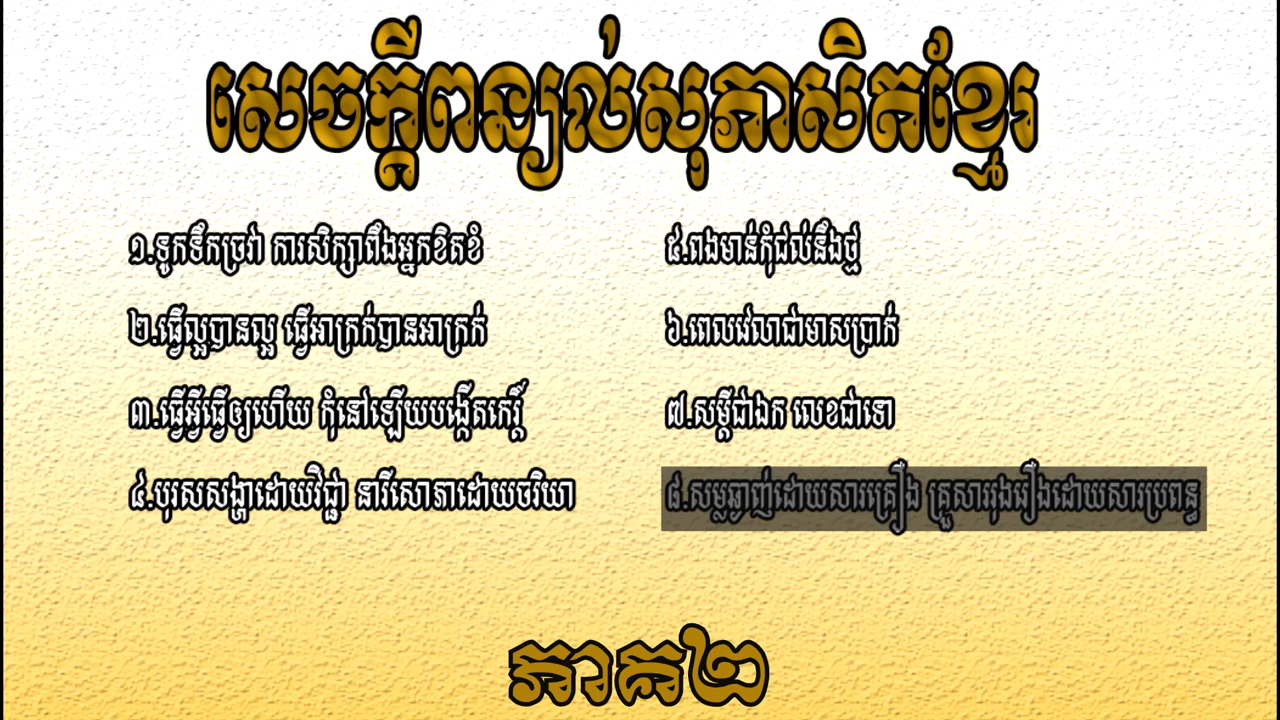 សេចក្ដីពន្យល់សុភាសិតខ្មែរ
១.ទូកទឹកច្រវា ការសិក្សាពឹងអ្នកខិតខំ
២.ធ្វើល្អបានល្អ ធ្វើអាក្រក់បានអាក្រក់
៣.ធ្វើអ្វីធ្វើឲ្យហើយ កុំនៅឡើយបង្កើតកេរ្តិ៍
៤.បុរសសង្ហាដោយវិជ្ជា នារីសោភាដោយចរិយា
៥.ពងមាន់កុំជល់នឹងថ្ម
៦.ពេលវេលាជាមាសប្រាក់
៧.សម្ដីជាឯក លេខជាទោ
៨.សម្លឆ្ងាញ់ដោយសារគ្រឿង គ្រួសាររុងរឿងដោយសារប្រពន្ធ
ភាគ២